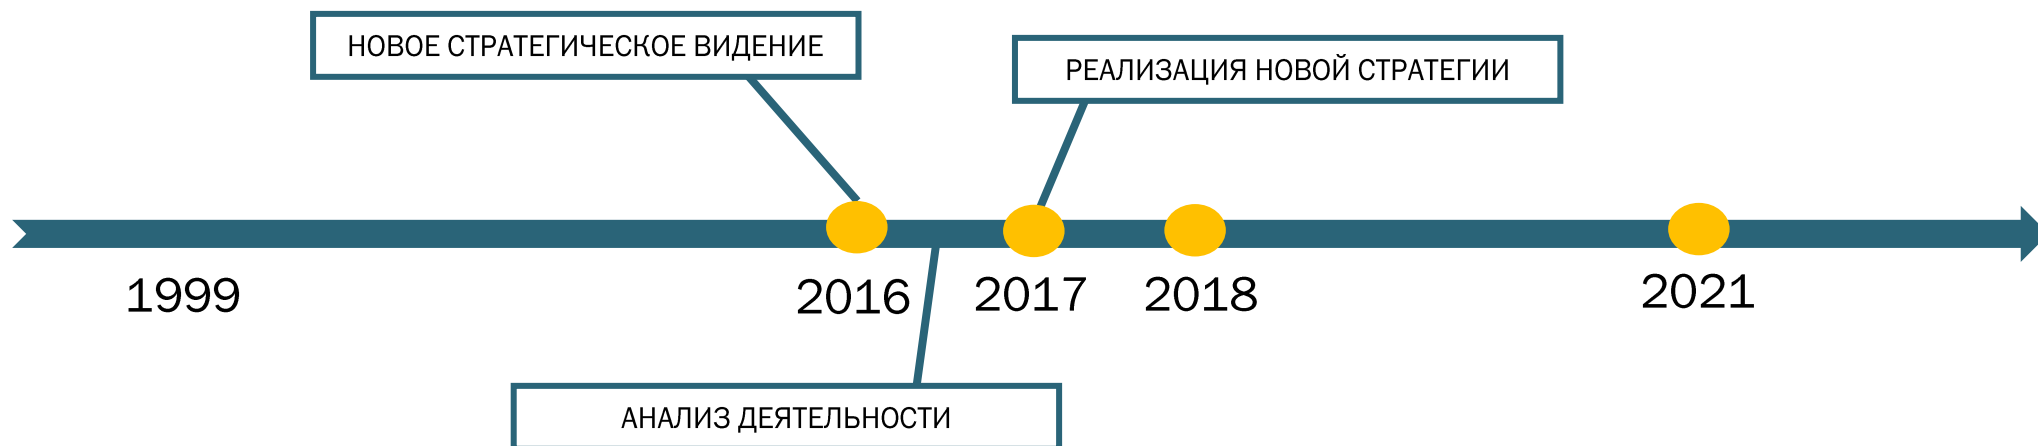 НОВОЕ СТРАТЕГИЧЕСКОЕ ВИДЕНИЕ
РЕАЛИЗАЦИЯ НОВОЙ СТРАТЕГИИ
1999
2016
2017
2018
2021
АНАЛИЗ ДЕЯТЕЛЬНОСТИ